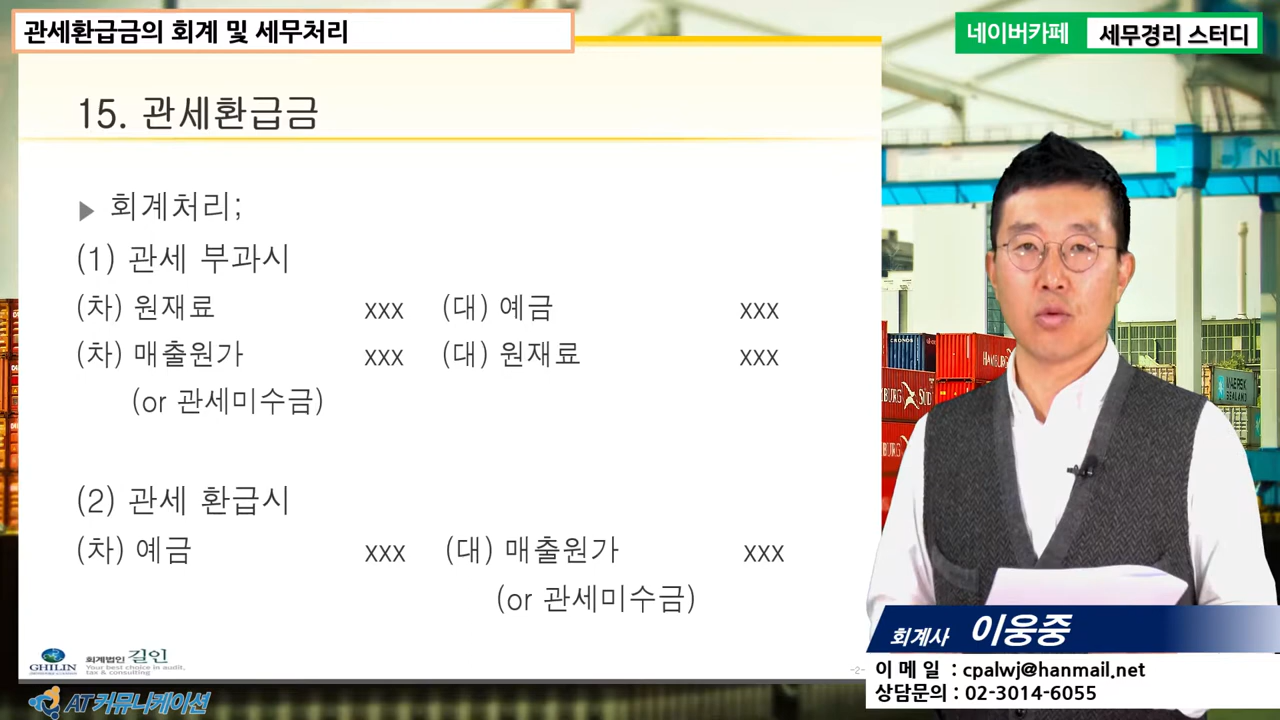 관세환급금의 회계 및 세무처리
네이버카페 세무경리 스터디
15. 관세환급금
▶ 회계처리;
(1) 관세 부과시
(차) 원재료 xxx (대) 예금 xxx
(차) 매출원가 xxx (대) 원재료 xxx
(or 관세미수금)
(2) 관세 환급시
(차) 예금 xxx (대) 매출원가 xxx
(or 관세미수금)
CRONOS
HAMBURG
MAERSK
SEALAND
GHILIN
회계법인 길인
Your best choice in audit,
tax & consulting
-2-
AT커뮤니케이션
회계사 이웅중
이 메 일 : cpalwj@hanmail.net
상담문의 : 02-3014-6055